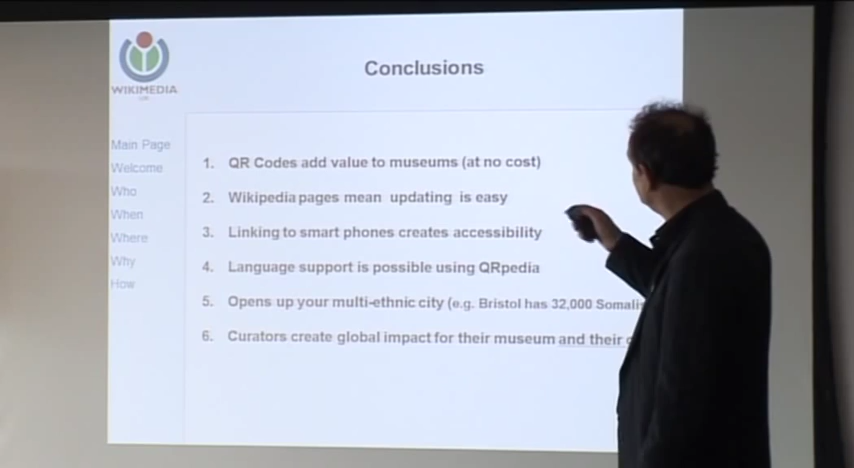 WIKIMEDIA
Conclusions
Main Page
Welcome
Who
When
Where
Why
How
1. QR Codes add value to museums (at no cost)
2. Wikipedia pages mean updating is easy
3. Linking to smart phones creates accessibility
4. Language support is possible using QRpedia
5. Opens up your multi-ethnic city (e.g. Bristol has 32,000
6. Curators create global impact for their museum and their